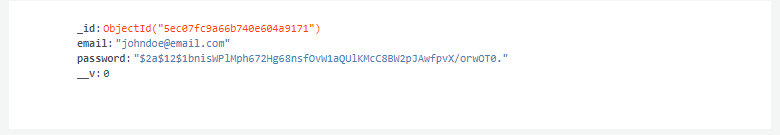 _id: ObjectId("5ec07fc9a66b740e604a9171")
email: "johndoe@email.com"
password: "$2a$12$1bnisWPlMph672Hg68nsfOvW1aQUlKMcC8BW2pJAwfpvX/orwOT0."
__v: 0